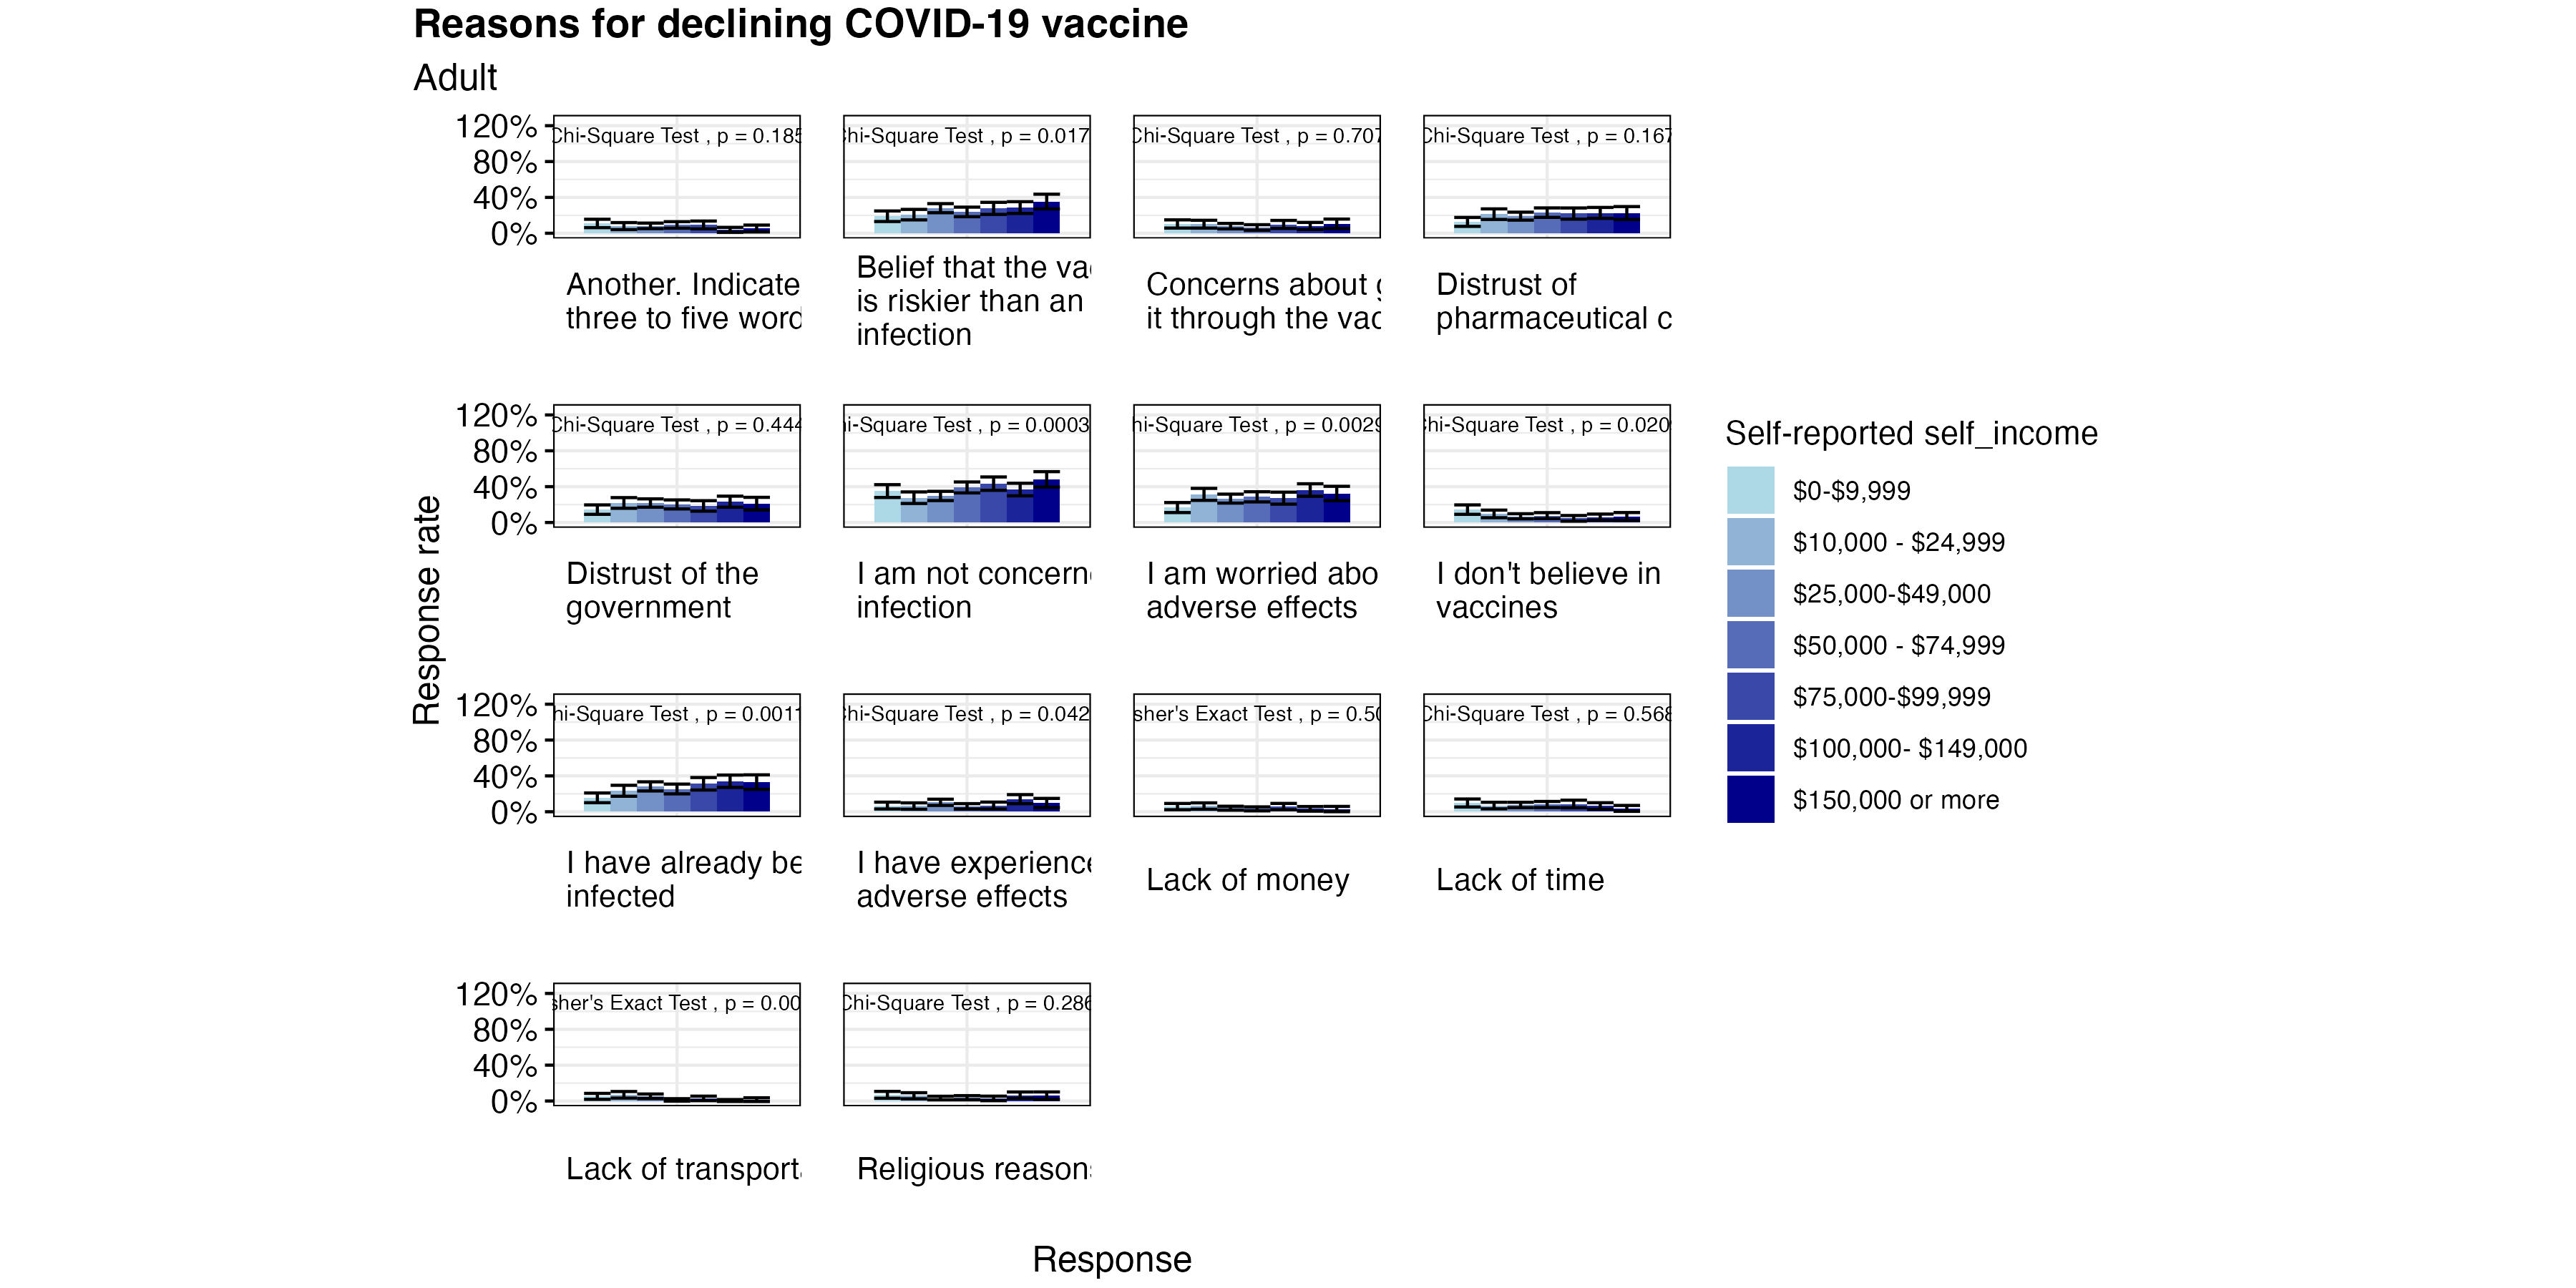 Reasons for declining COVID-19 vaccine
Adult
120%
80%
40%
0%
Chi-Square Test , p = 0.185
Chi-Square Test , p = 0.017
Chi-Square Test , p = 0.707
Chi-Square Test , p = 0.167
Another. Indicate
three to five word
Belief that the va
is riskier than an
infection
Concerns about
it through the vac
Distrust of
pharmaceutical c
Response rate
120%
80%
40%
0%
Chi-Square Test , p = 0.444
hi-Square Test , p = 0.0003
hi-Square Test , p = 0.0029
Chi-Square Test , p = 0.020
Distrust of the
government
I am not concern
infection
I am worried abo
adverse effects
I don't believe in
vaccines
120%
80%
40%
0%
hi-Square Test , p = 0.0011
Chi-Square Test , p = 0.042
sher's Exact Test , p = 0.50
Chi-Square Test , p = 0.568
I have already be
infected
I have experience
adverse effects
Lack of money
Lack of time
120%
80%
40%
0%
sher's Exact Test , p = 0.00
Chi-Square Test , p = 0.286
Lack of transport
Religious reasons
Response
Self-reported self_income
$0-$9,999
$10,000 - $24,999
$25,000-$49,000
$50,000 - $74,999
$75,000-$99,999
$100,000- $149,000
$150,000 or more